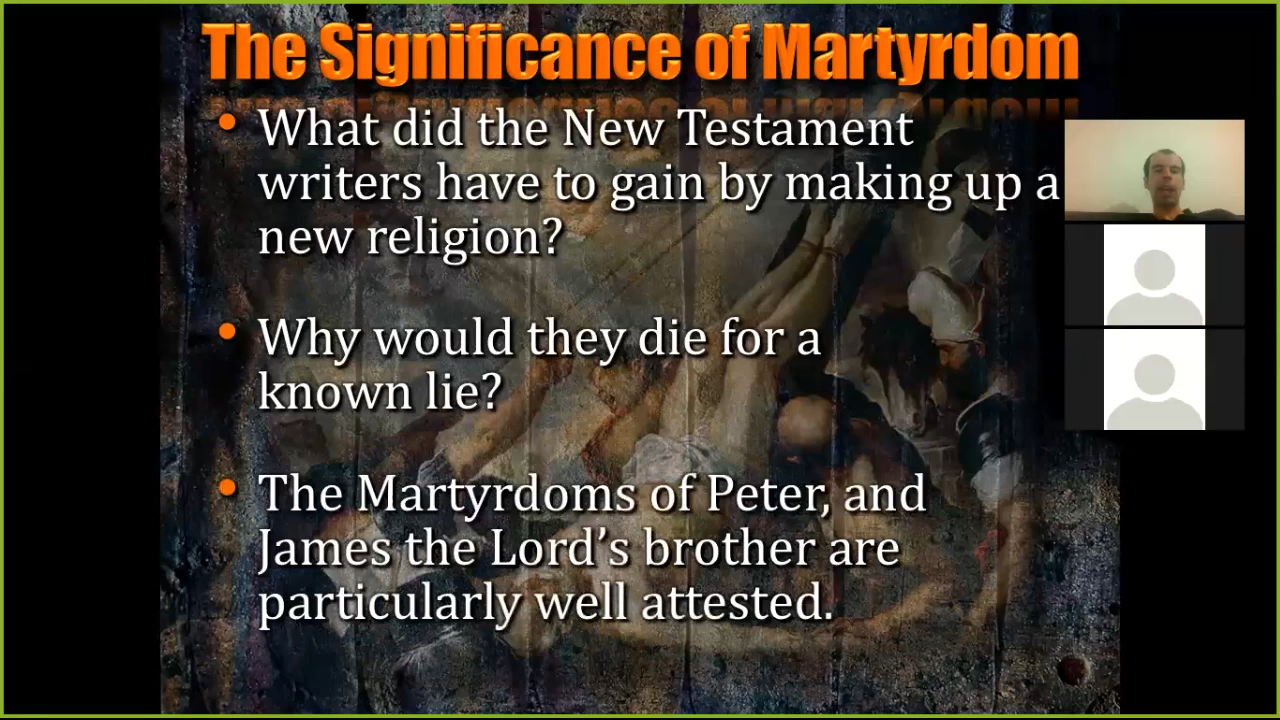 The Significance of Martyrdom
• What did the New Testament
writers have to gain by making up a
new religion?
• Why would they die for a
known lie?
• The Martyrdoms of Peter, and
James the Lord’s brother are
particularly well attested.